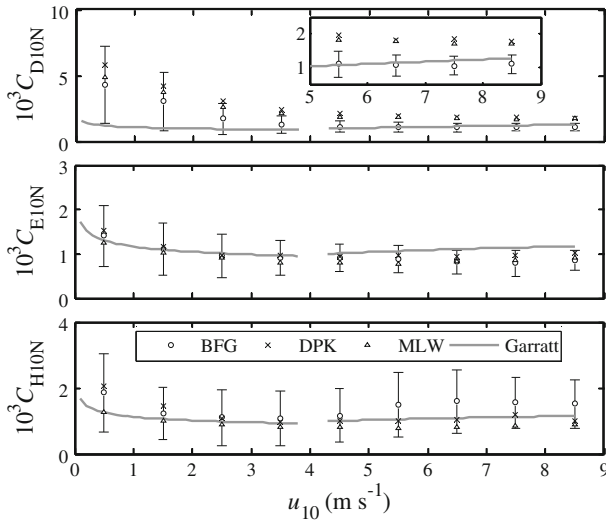 10³C_D10N
10
5
0
2
1
5 6 7 8 9
10³C_E10N
3
2
1
0
10³C_H10N
4
2
0
BFG DPK MLW Garratt
0 1 2 3 4 5 6 7 8 9
u₁₀ (m s⁻¹)